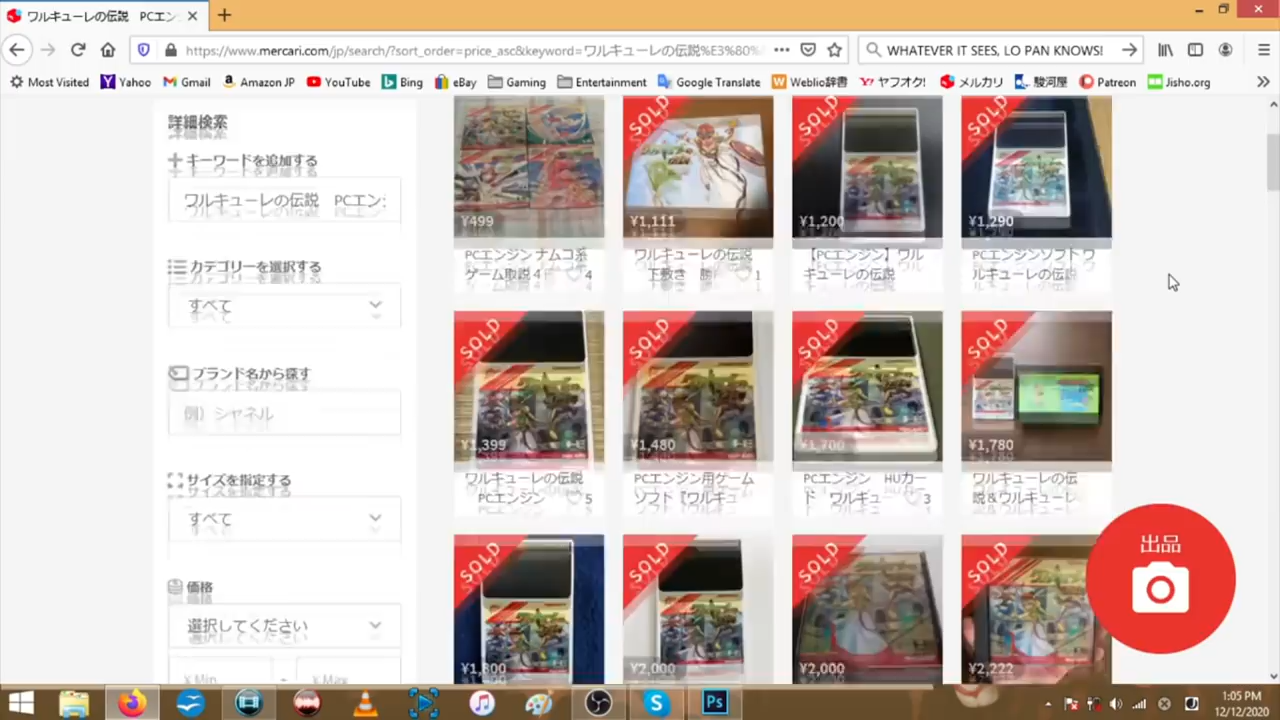 ワルキューレの伝説 PCエン
https://www.mercari.com/jp/search/?sort_order=price_asc&keyword=ワルキューレの伝説%E3%80%
WHATEVER IT SEES, LO PAN KNOWS!
Most Visited Yahoo Gmail Amazon JP YouTube Bing eBay Gaming Entertainment Google Translate Weblio辞書 ヤフオク! メルカリ 駿河屋 Patreon Jisho.org
詳細検索
キーワードを追加する
ワルキューレの伝説 PCエン
カテゴリーを選択する
すべて
ブランド名から探す
例）シャネル
サイズを指定する
すべて
価格
選択してください
¥ Min - ¥ Max
SOLD SOLD SOLD
¥499 ¥1,111 ¥1,200 ¥1,290
PCエンジン ナムコ系 ワルキューレの伝説 【PCエンジン】ワル PCエンジンソフト ワ
ゲーム取説４ 4 下敷き 1 キューレの伝説 ルキューレの伝説
SOLD SOLD SOLD SOLD
¥1,399 ¥1,480 ¥1,700 ¥1,780
ワルキューレの伝説 PCエンジン用ゲーム PCエンジン HUカー ワルキューレの伝
PCエンジン 5 ソフト『ワルキュ ド ワルキュー 3 説＆ワルキューレ
SOLD SOLD SOLD SOLD
¥1,800 ¥2,000 ¥2,000 ¥2,222
出品
1:05 PM
12/12/2020